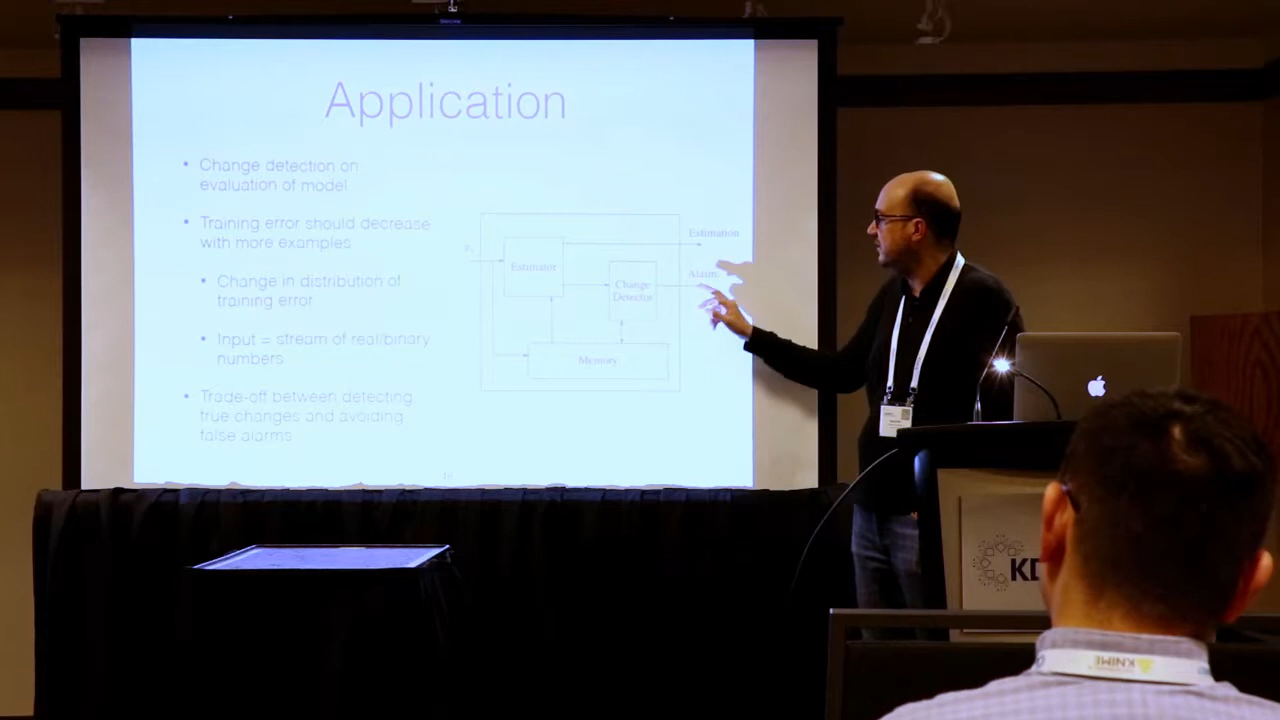 Application
• Change detection on
evaluation of model
• Training error should decrease
with more examples
• Change in distribution of
training error
• Input = stream of real/binary
numbers
• Trade-off between detecting
true changes and avoiding
false alarms
Estimation
Estimator
Alarm
Change
Detector
Memory
KD
KNIME